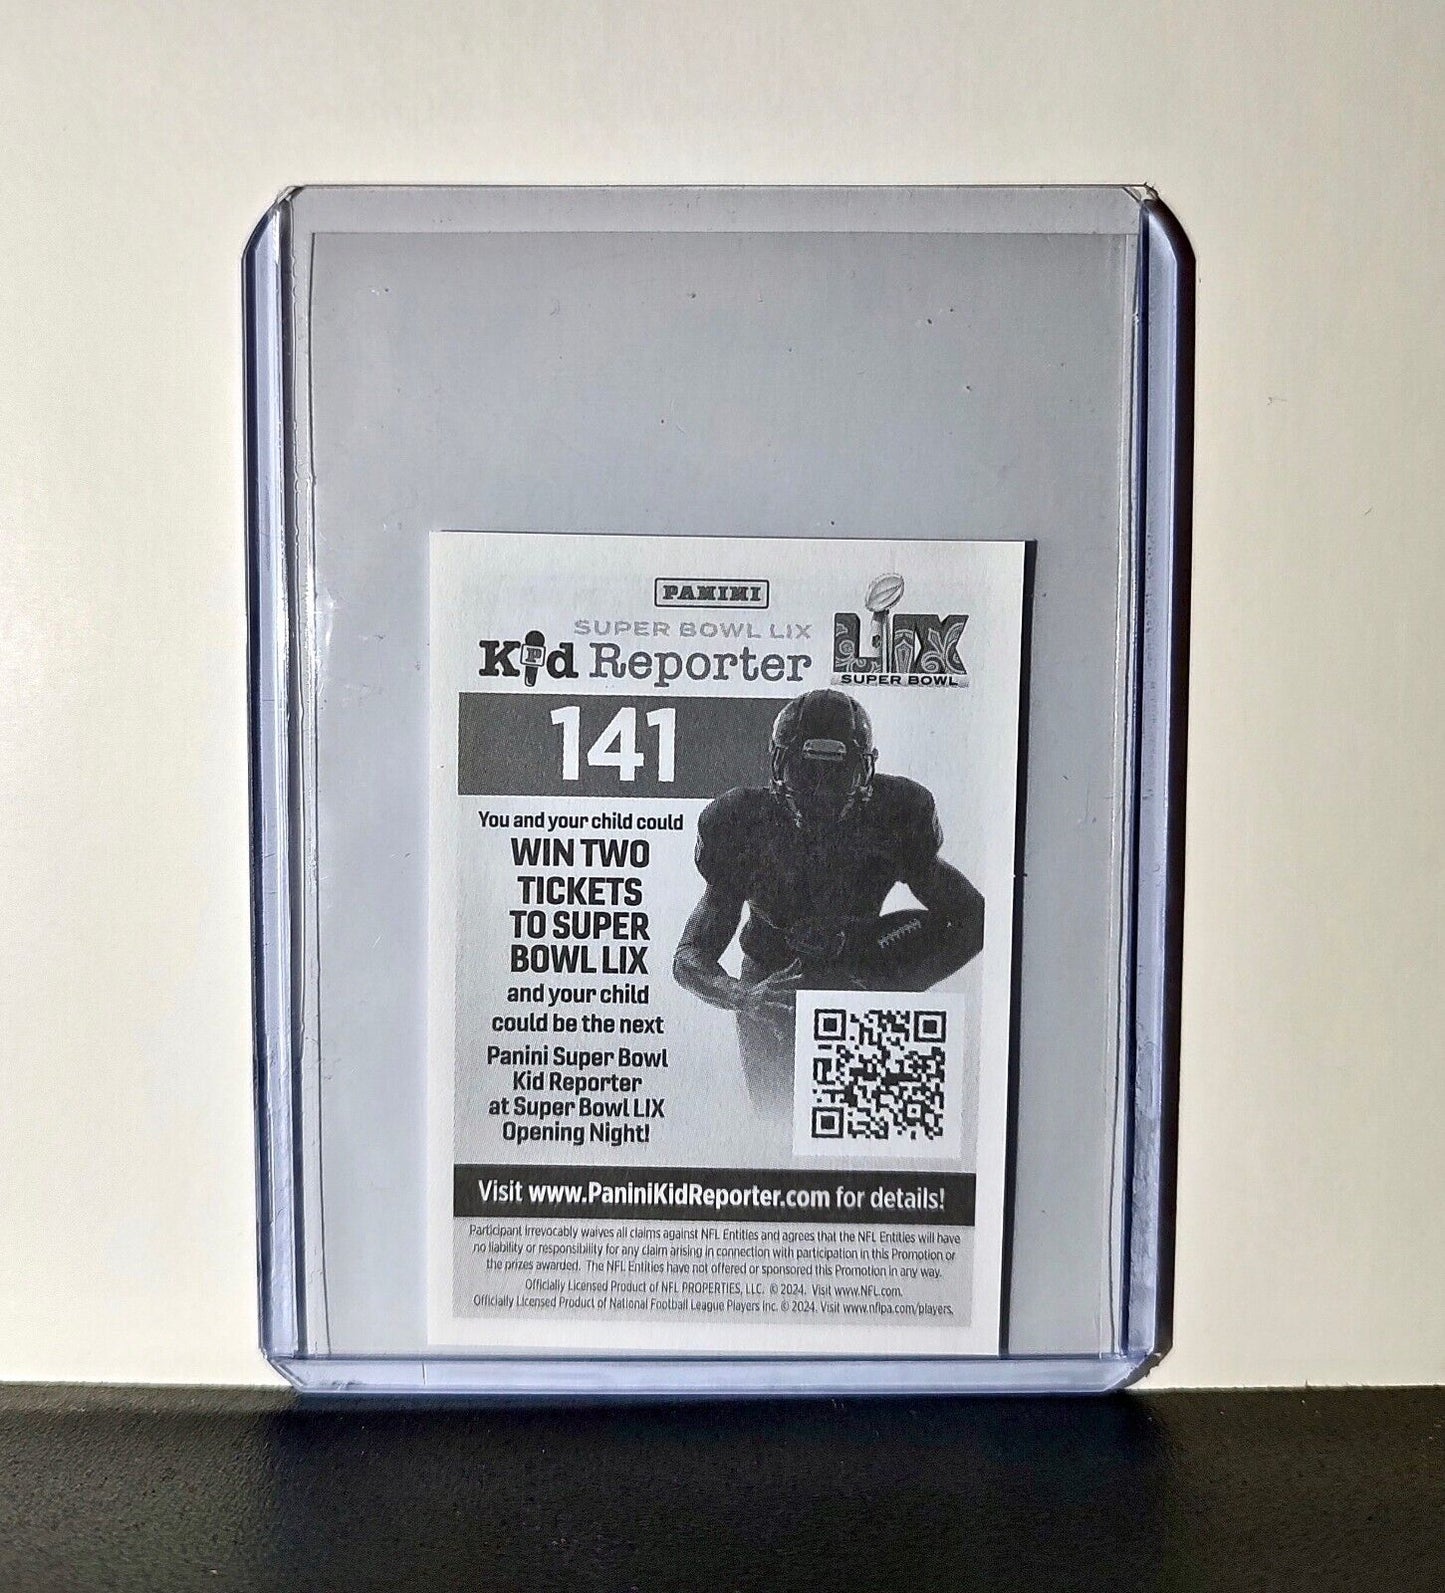 PANINI
SUPER BOWL LIX
Kid Reporter
P
LIX
SUPER BOWL
141
You and your child could
WIN TWO
TICKETS
TO SUPER
BOWL LIX
and your child
could be the next
Panini Super Bowl
Kid Reporter
at Super Bowl LIX
Opening Night!
Visit www.PaniniKidReporter.com for details!
Participant irrevocably waives all claims against NFL Entities and agrees that the NFL Entities will have
no liability or responsibility for any claim arising in connection with participation in this Promotion or
the prizes awarded. The NFL Entities have not offered or sponsored this Promotion in any way.
Officially Licensed Product of NFL PROPERTIES, LLC. © 2024. Visit www.NFL.com.
Officially Licensed Product of National Football League Players Inc. © 2024. Visit www.nflpa.com/players.